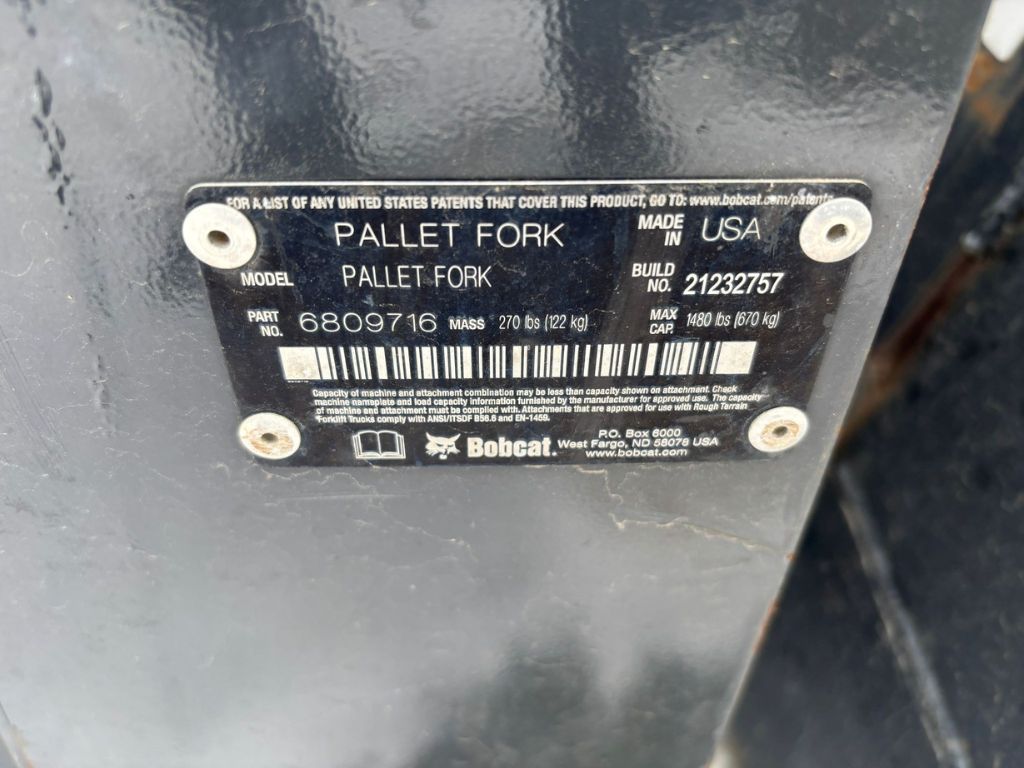 FOR A LIST OF ANY UNITED STATES PATENTS THAT COVER THIS PRODUCT, GO TO: www.bobcat.com/patents
PALLET FORK MADE IN USA
MODEL PALLET FORK BUILD NO. 21232757
PART NO. 6809716 MASS 270 lbs (122 kg) MAX CAP. 1480 lbs (670 kg)
Capacity of machine and attachment combination may be less than capacity shown on attachment. Check
machine nameplate and load capacity information furnished by the manufacturer for approved use. The capacity
of machine and attachment must be complied with. Attachments that are approved for use with Rough Terrain
Forklift Trucks comply with ANSI/ITSDF B56.6 and EN-1459.
Bobcat.
P.O. Box 6000
West Fargo, ND 58078 USA
www.bobcat.com